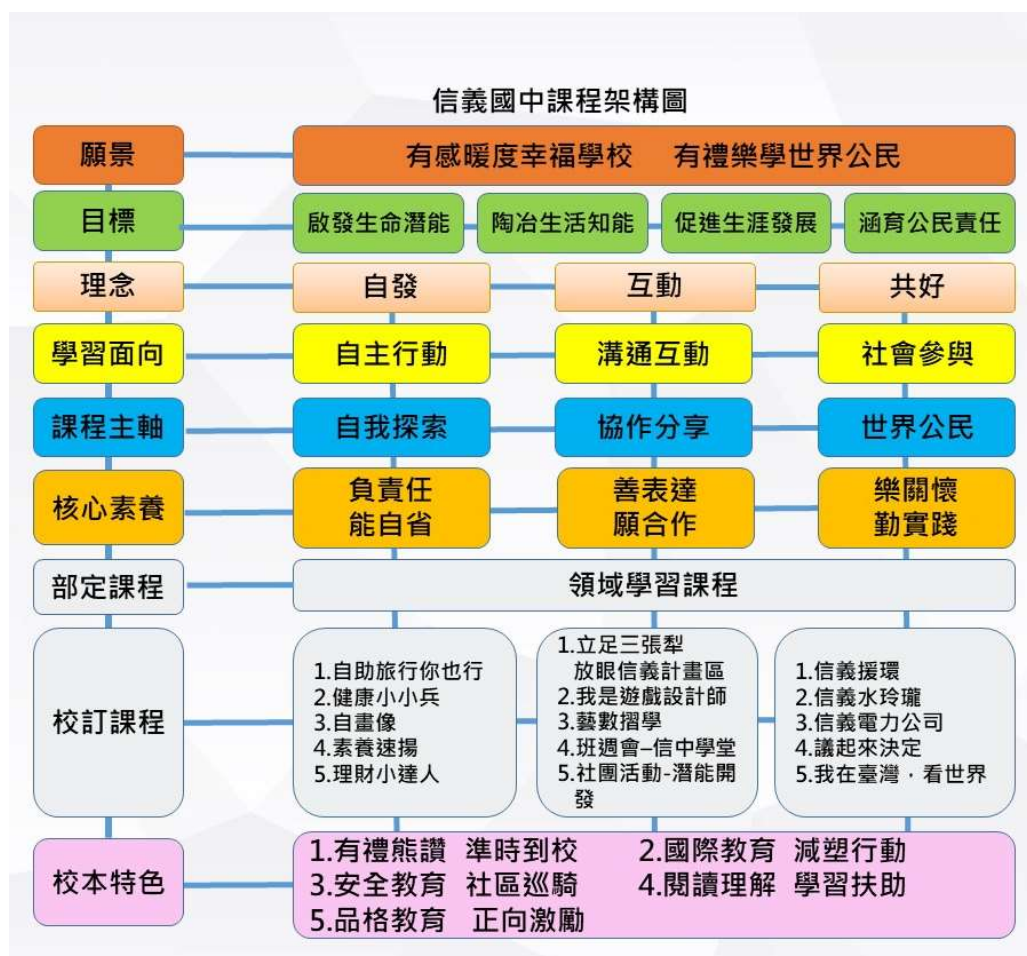 信義國中課程架構圖
願景
有感暖度幸福學校 有禮樂學世界公民
目標
啟發生命潛能
陶冶生活知能
促進生涯發展
涵育公民責任
理念
自發
互動
共好
學習面向
自主行動
溝通互動
社會參與
課程主軸
自我探索
協作分享
世界公民
核心素養
負責任
能自省
善表達
願合作
樂關懷
勤實踐
部定課程
領域學習課程
校訂課程
1.自助旅行你也行
2.健康小小兵
3.自畫像
4.素養速揚
5.理財小達人
1.立足三張犁
放眼信義計畫區
2.我是遊戲設計師
3.藝數摺學
4.班週會–信中學堂
5.社團活動-潛能開
發
1.信義援環
2.信義水玲瓏
3.信義電力公司
4.議起來決定
5.我在臺灣，看世界
校本特色
1.有禮熊讚 準時到校 2.國際教育 減塑行動
3.安全教育 社區巡騎 4.閱讀理解 學習扶助
5.品格教育 正向激勵